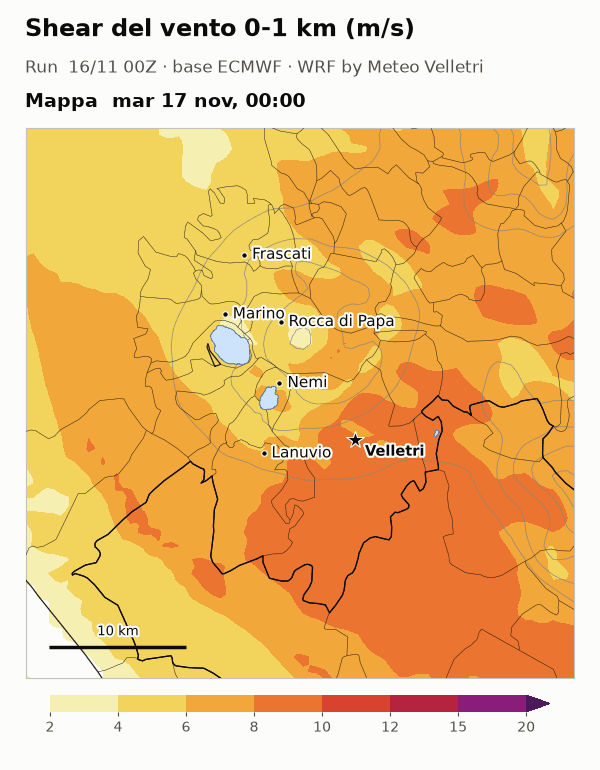 Shear del vento 0-1 km (m/s)
Run  16/11 00Z · base ECMWF · WRF by Meteo Velletri
Mappa  mar 17 nov, 00:00
Frascati
Marino
Rocca di Papa
Nemi
Velletri
Lanuvio
10 km
2 4 6 8 10 12 15 20